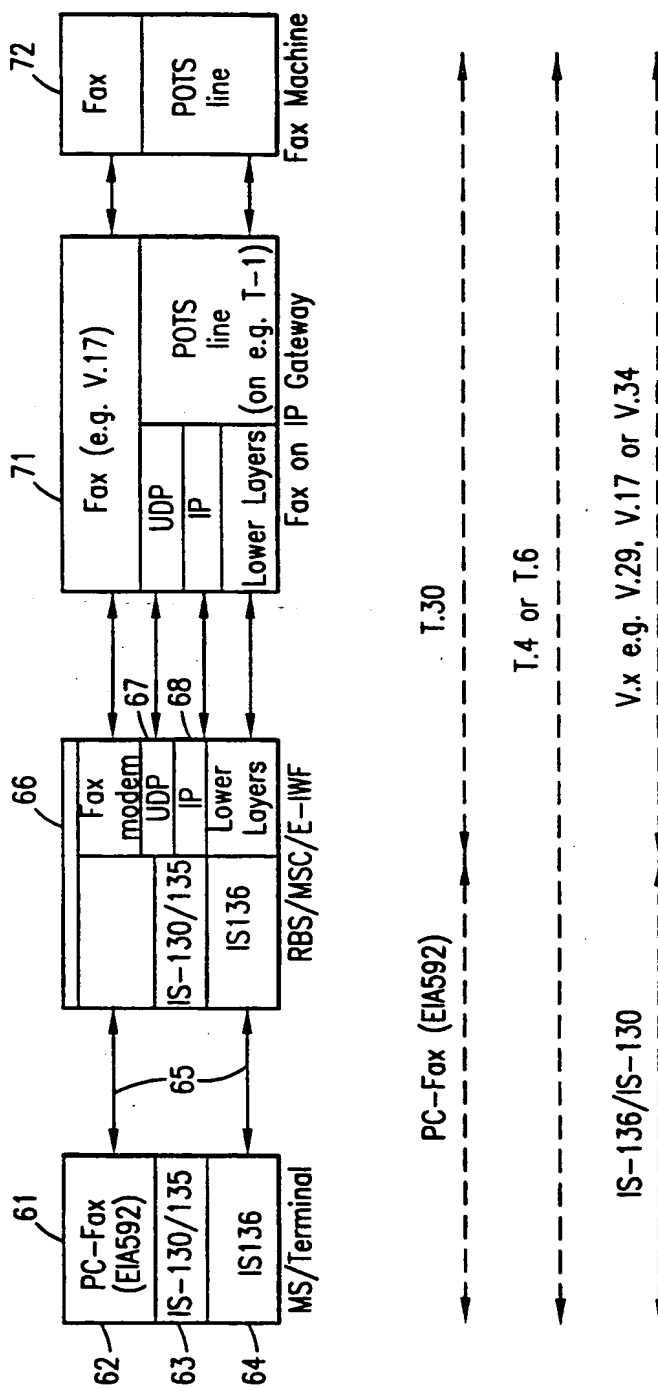 61
62
63
64
PC-Fax
(EIA592)
IS-130/135
IS136
MS/Terminal
65
66
Fax
modem
67
UDP
68
IP
IS-130/135
Lower
Layers
IS136
RBS/MSC/E-IWF
71
Fax (e.g. V.17)
UDP
IP
Lower Layers
POTS
line
(on e.g. T-1)
Fax on IP Gateway
72
Fax
POTS
line
Fax Machine
PC-Fax (EIA592)
T.30
T.4 or T.6
IS-136/IS-130
V.x e.g. V.29, V.17 or V.34